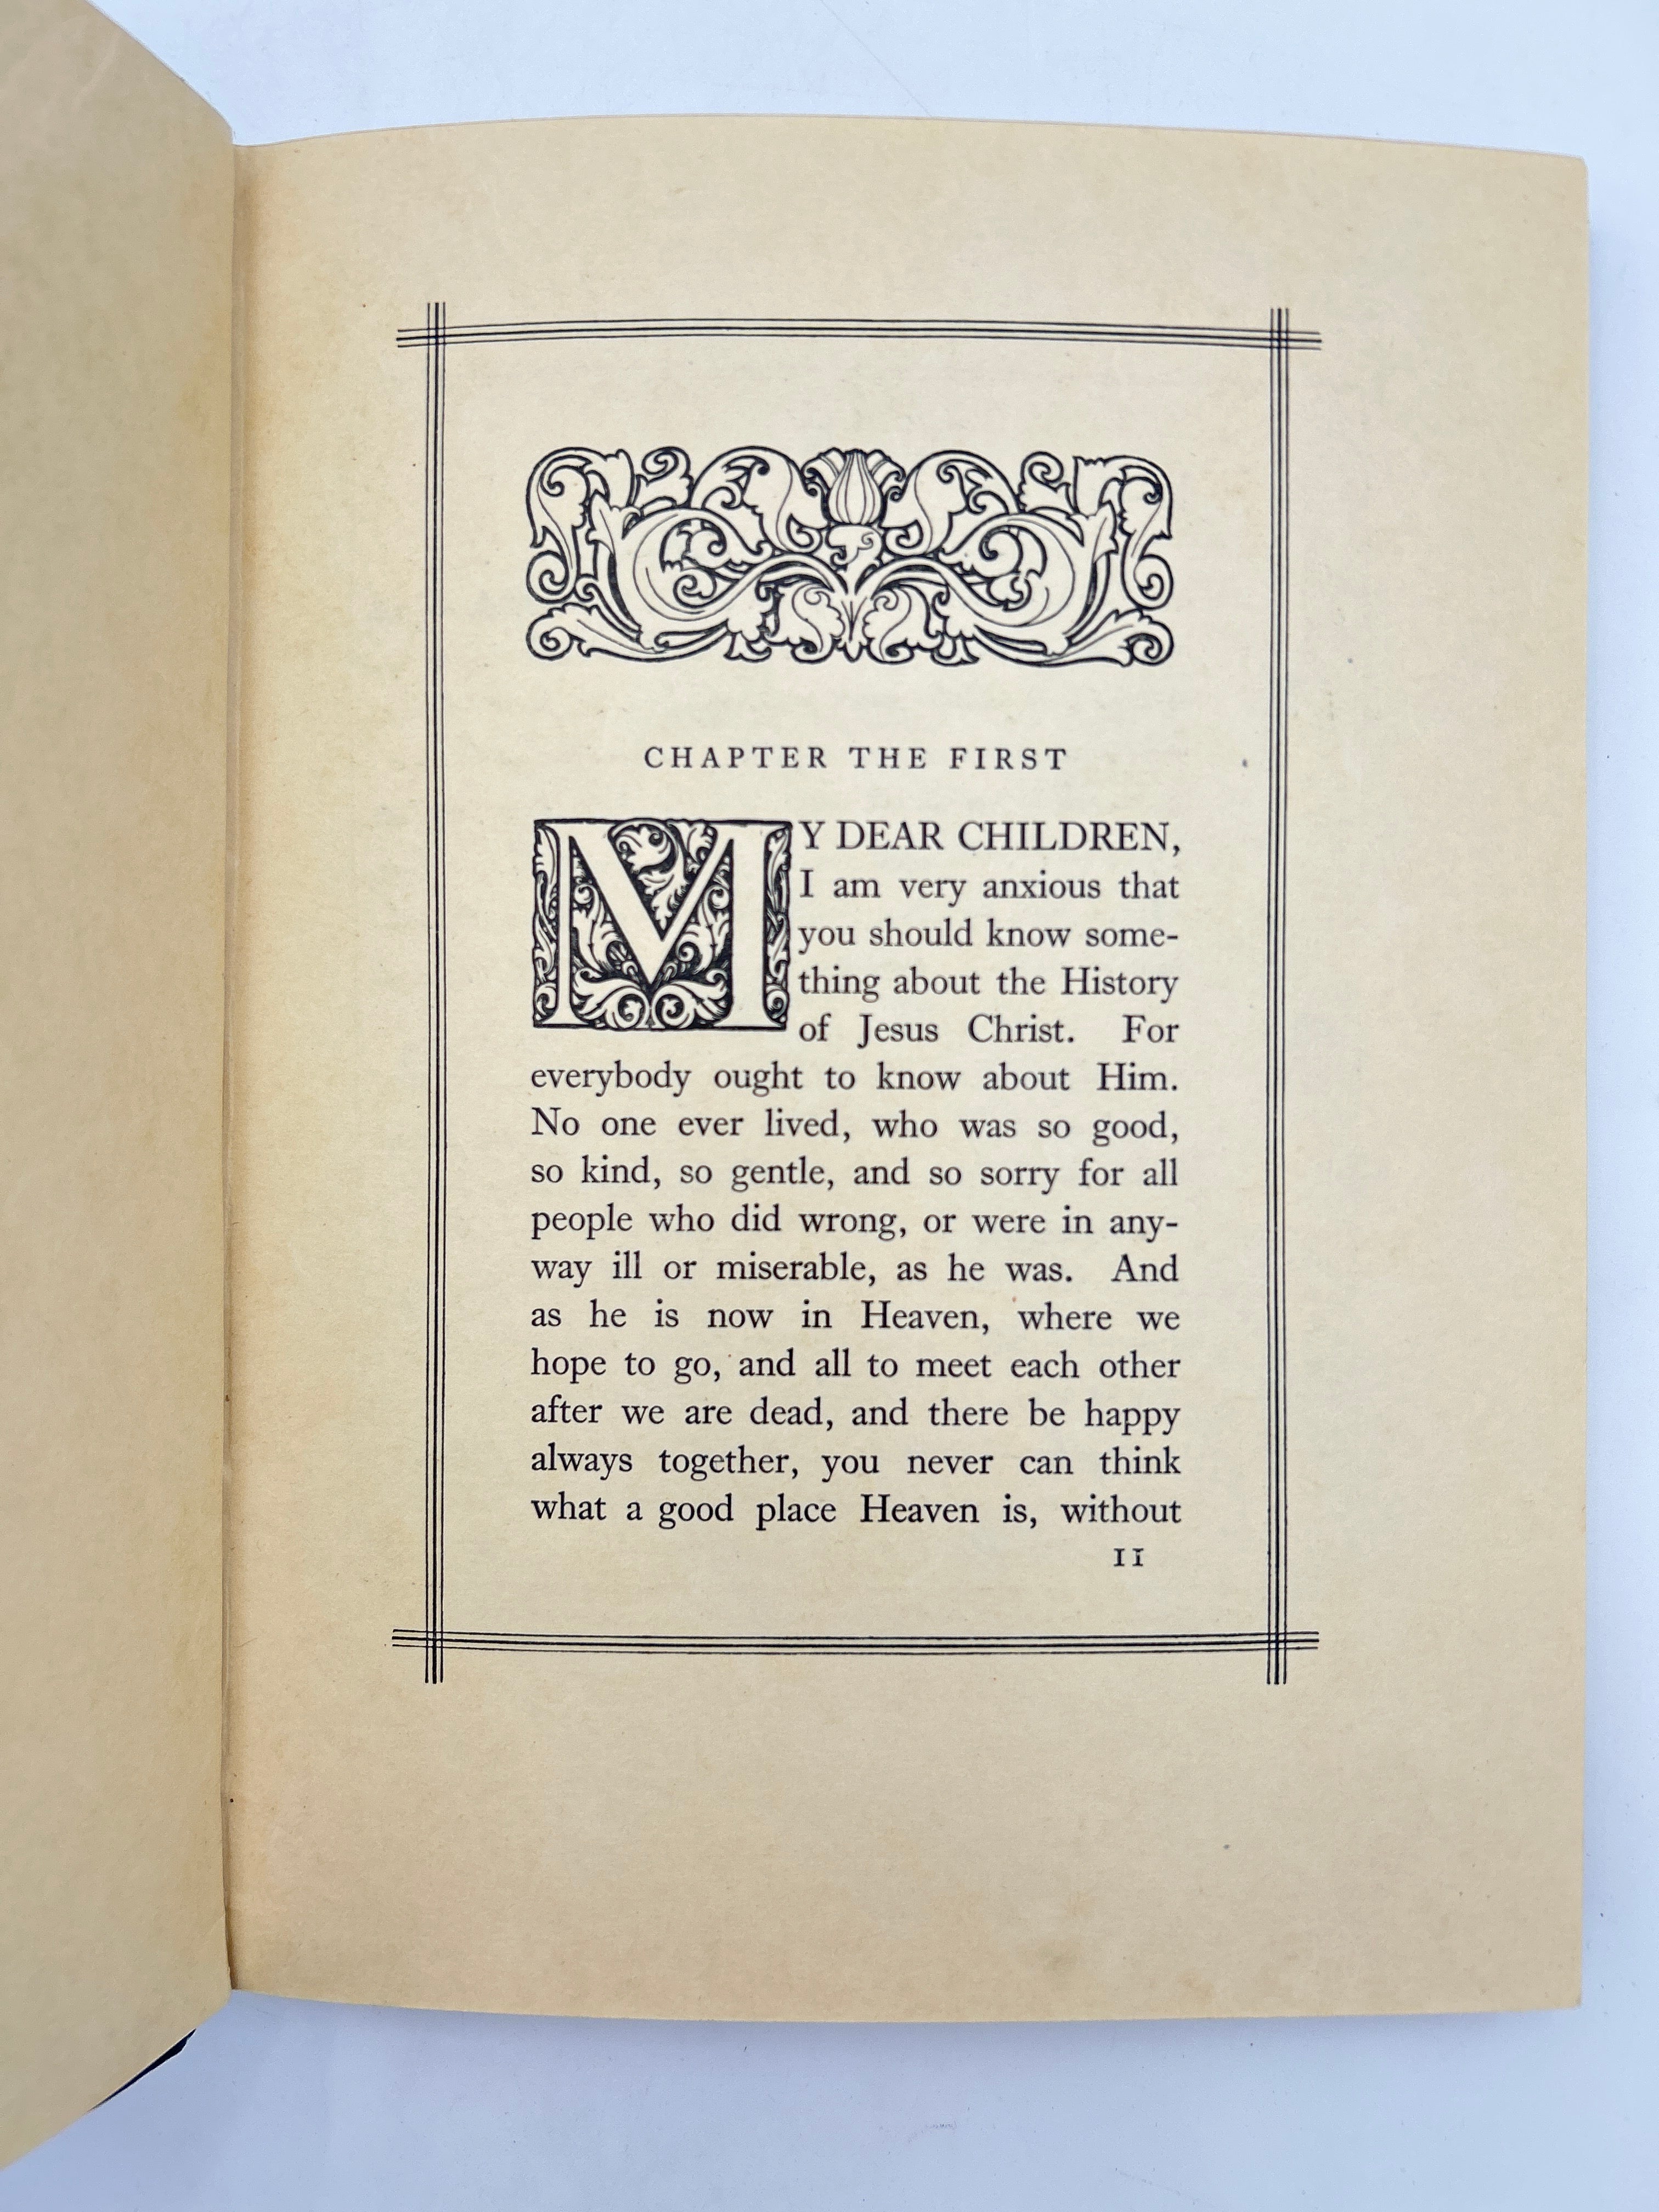 CHAPTER THE FIRST
MY DEAR CHILDREN,
I am very anxious that
you should know some-
thing about the History
of Jesus Christ. For
everybody ought to know about Him.
No one ever lived, who was so good,
so kind, so gentle, and so sorry for all
people who did wrong, or were in any-
way ill or miserable, as he was. And
as he is now in Heaven, where we
hope to go, and all to meet each other
after we are dead, and there be happy
always together, you never can think
what a good place Heaven is, without
11